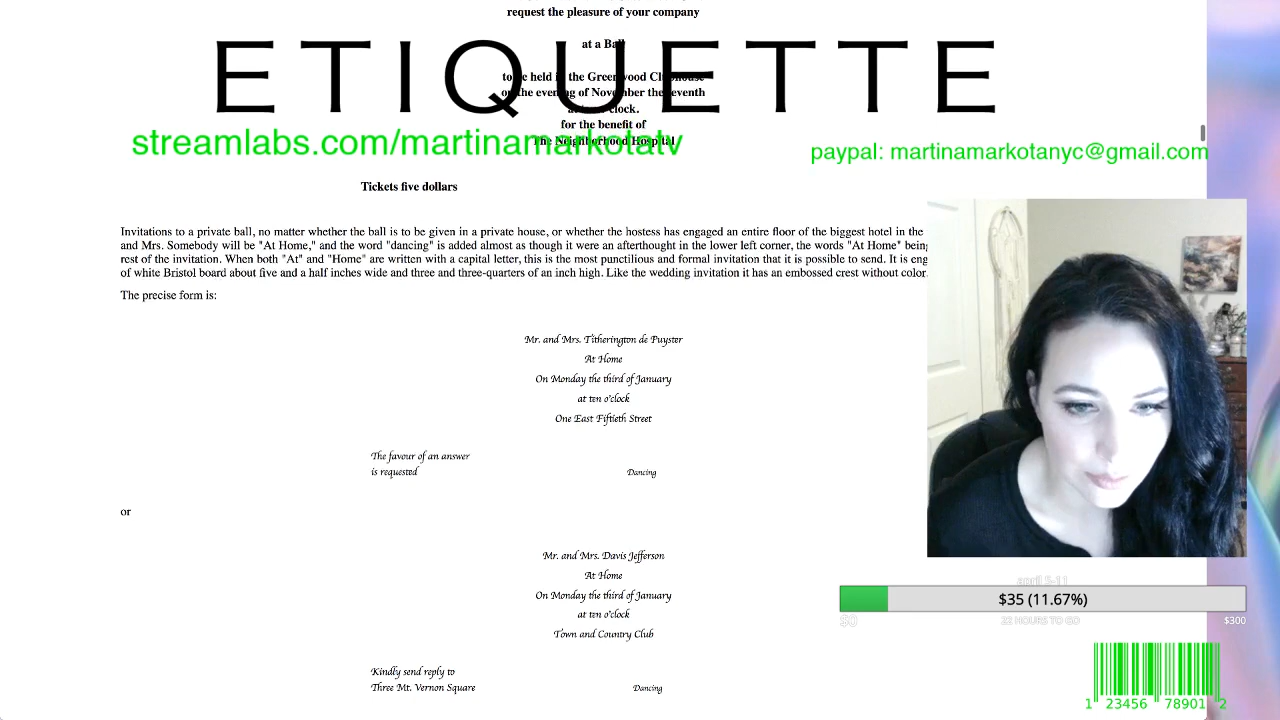 request the pleasure of your company
at a Ball
ETIQUETTE
to be held in the Greenwood Clubhouse
on the evening of November the seventh
clock.
for the benefit of
The Neighborhood Hospital
streamlabs.com/martinamarkotatv
paypal: martinamarkotanyc@gmail.com
Tickets five dollars
Invitations to a private ball, no matter whether the ball is to be given in a private house, or whether the hostess has engaged an entire floor of the biggest hotel in the
and Mrs. Somebody will be "At Home," and the word "dancing" is added almost as though it were an afterthought in the lower left corner, the words "At Home" being
rest of the invitation. When both "At" and "Home" are written with a capital letter, this is the most punctilious and formal invitation that it is possible to send. It is eng
of white Bristol board about five and a half inches wide and three and three-quarters of an inch high. Like the wedding invitation it has an embossed crest without color
The precise form is:
Mr. and Mrs. Titherington de Puyster
At Home
On Monday the third of January
at ten o'clock
One East Fiftieth Street
The favour of an answer
is requested
Dancing
or
Mr. and Mrs. Davis Jefferson
At Home
On Monday the third of January
at ten o'clock
Town and Country Club
Kindly send reply to
Three Mt. Vernon Square
Dancing
april 5-11
$35 (11.67%)
$0
22 HOURS TO GO
$300
1 23456 78901 2